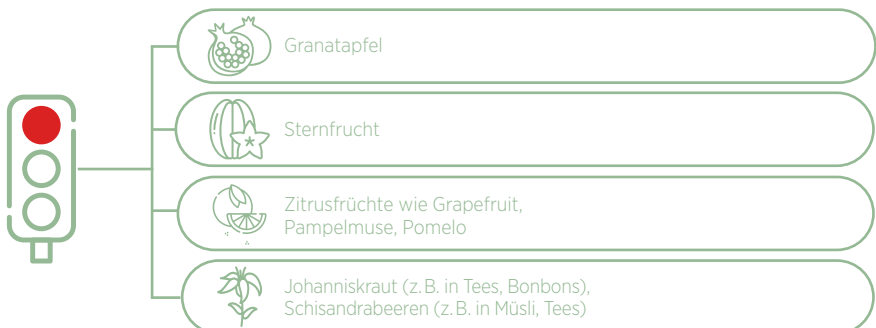 Granatapfel
Sternfrucht
Zitrusfrüchte wie Grapefruit,
Pampelmuse, Pomelo
Johanniskraut (z. B. in Tees, Bonbons),
Schisandrabeeren (z. B. in Müsli, Tees)